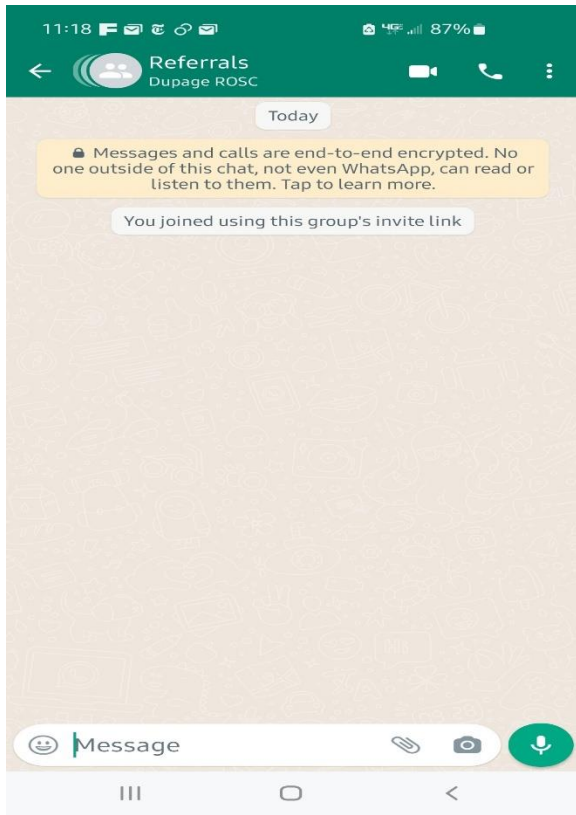 11:18 87%
Referrals
Dupage ROSC
Today
Messages and calls are end-to-end encrypted. No
one outside of this chat, not even WhatsApp, can read or
listen to them. Tap to learn more.
You joined using this group's invite link
Message